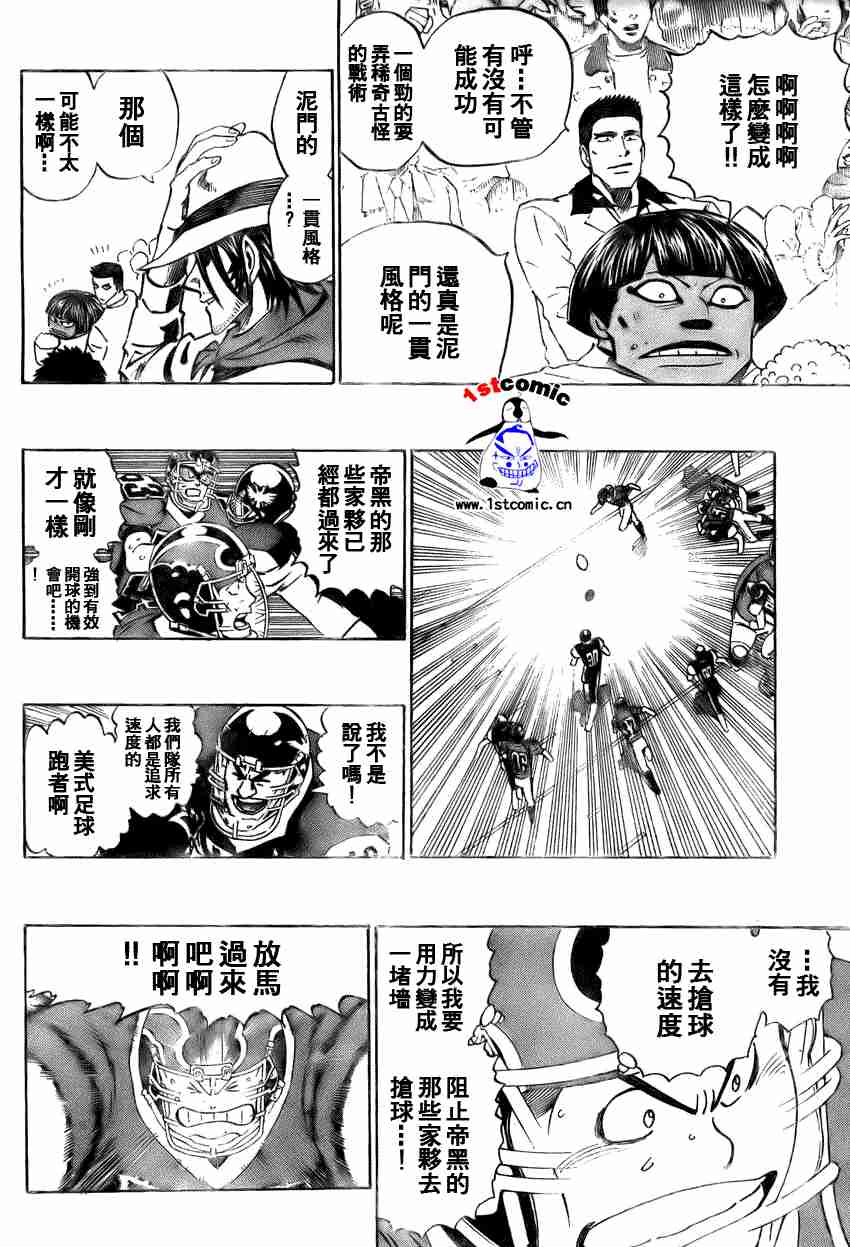 啊啊啊啊
怎麼變成
這樣了!!
呼…不管
有沒有可
能成功
一個勁的耍
弄稀奇古怪
的戰術
還真是泥
門的一貫
風格呢
泥門的
一貫風格
…?
那個
可能不太
一樣啊…
1stcomic
www.1stcomic.cn
30
帝黑的那
些家夥已
經都過來了
就像剛
才一樣
強到有效
開球的機
會吧……
!
我不是
說了嗎!
我們隊所有
人都是追求
速度的
美式足球
跑者啊
…我
沒有
去搶球
的速度
所以我要
用力變成
一堵墙
阻止帝黑的
那些家夥去
搶球…!
放馬
過來
吧啊
啊啊
!!